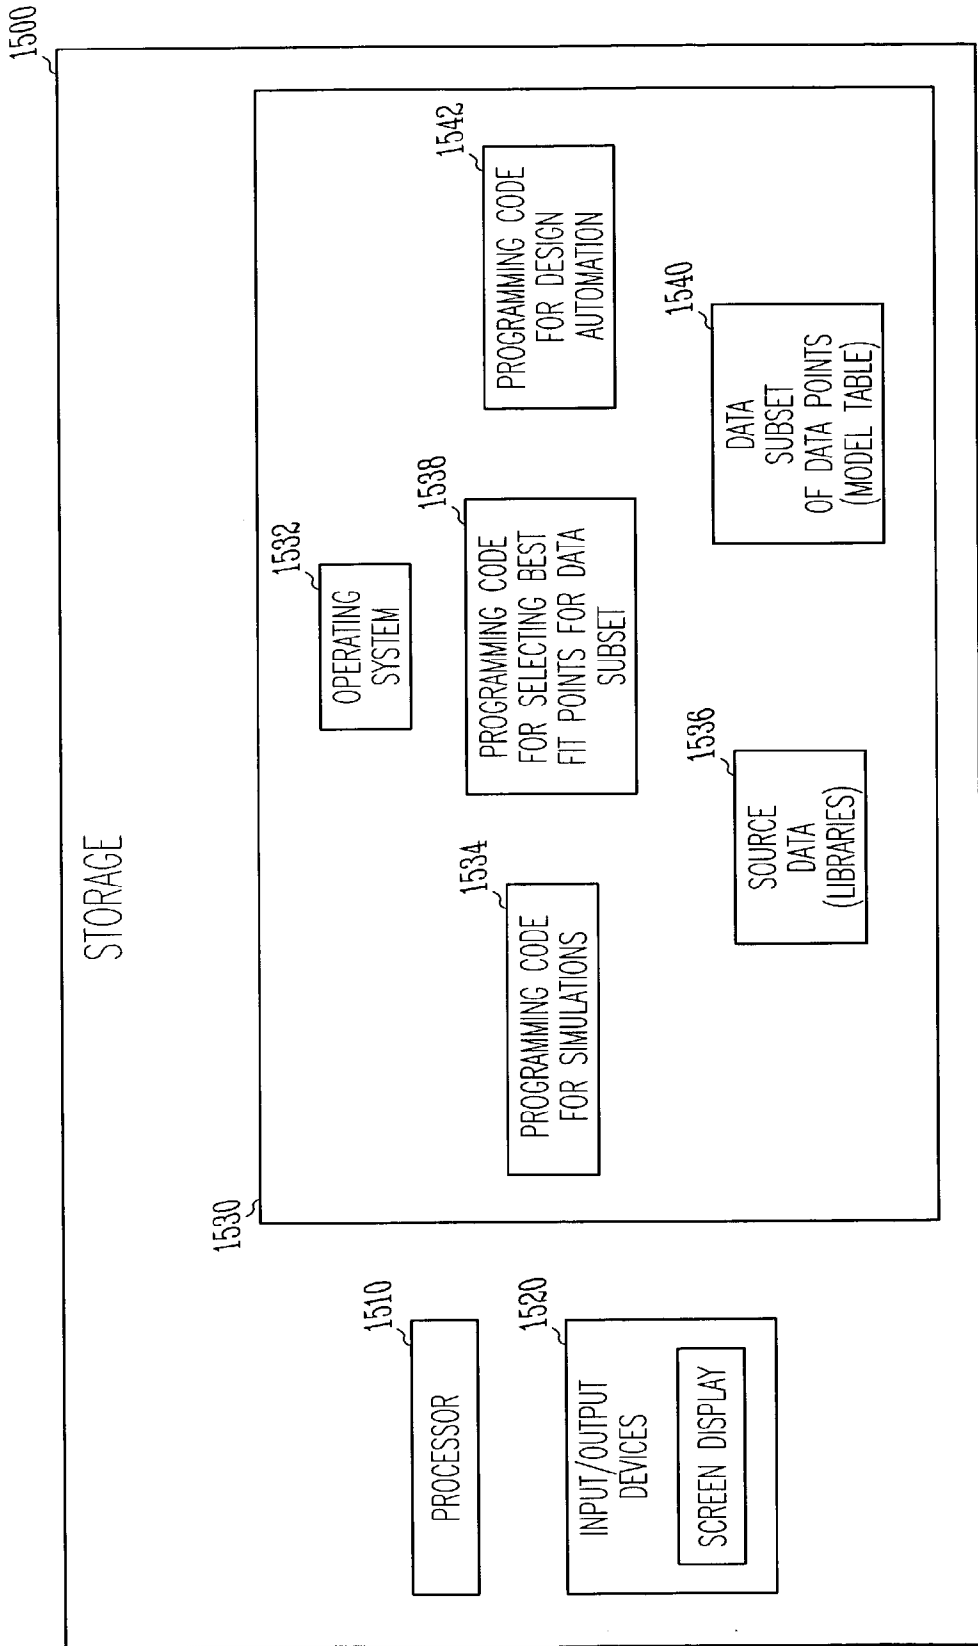 1500
STORAGE
1530
1532
OPERATING
SYSTEM
1510
PROCESSOR
1534
PROGRAMMING CODE
FOR SIMULATIONS
1538
PROGRAMMING CODE
FOR SELECTING BEST
FIT POINTS FOR DATA
SUBSET
1542
PROGRAMMING CODE
FOR DESIGN
AUTOMATION
1520
INPUT/OUTPUT
DEVICES
SCREEN DISPLAY
1536
SOURCE
DATA
(LIBRARIES)
1540
DATA
SUBSET
OF DATA POINTS
(MODEL TABLE)